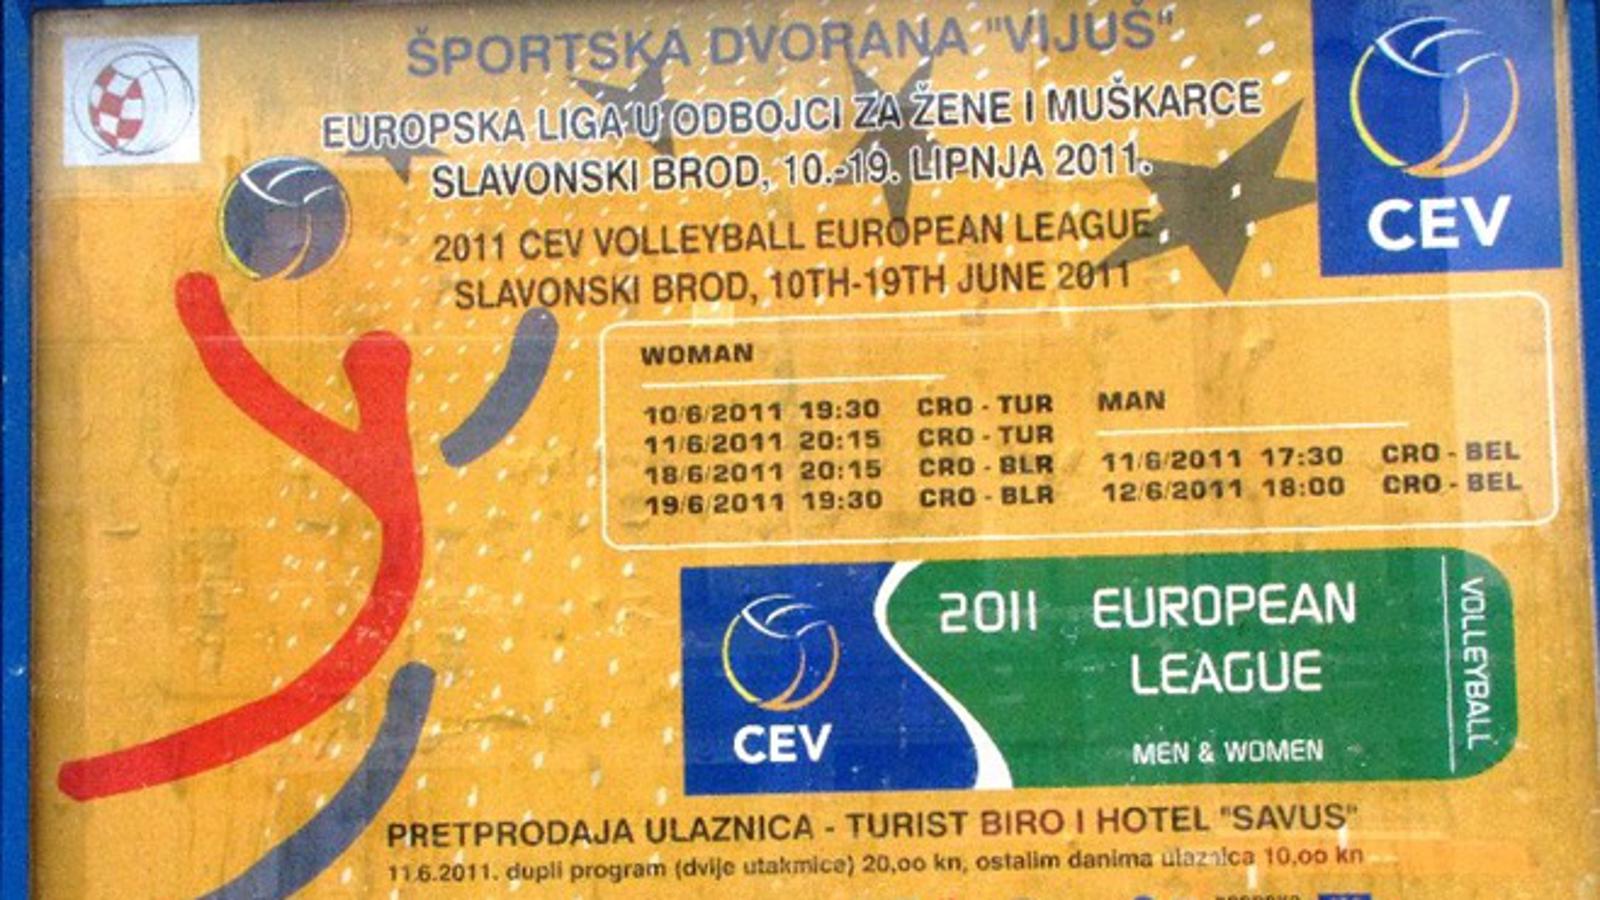 ŠPORTSKA DVORANA "VIJUŠ"
EUROPSKA LIGA U ODBOJCI ZA ŽENE I MUŠKARCE
SLAVONSKI BROD, 10.-19. LIPNJA 2011.
2011 CEV VOLLEYBALL EUROPEAN LEAGUE
SLAVONSKI BROD, 10TH-19TH JUNE 2011
CEV
WOMAN
10/6/2011 19:30 CRO - TUR
11/6/2011 20:15 CRO - TUR
18/6/2011 20:15 CRO - BLR
19/6/2011 19:30 CRO - BLR
MAN
11/6/2011 17:30 CRO - BEL
12/6/2011 18:00 CRO - BEL
CEV
2011 EUROPEAN
LEAGUE
MEN & WOMEN
VOLLEYBALL
PRETPRODAJA ULAZNICA - TURIST BIRO I HOTEL "SAVUS"
11.6.2011. dupli program (dvije utakmice) 20,00 kn, ostalim danima ulaznica 10,00 kn